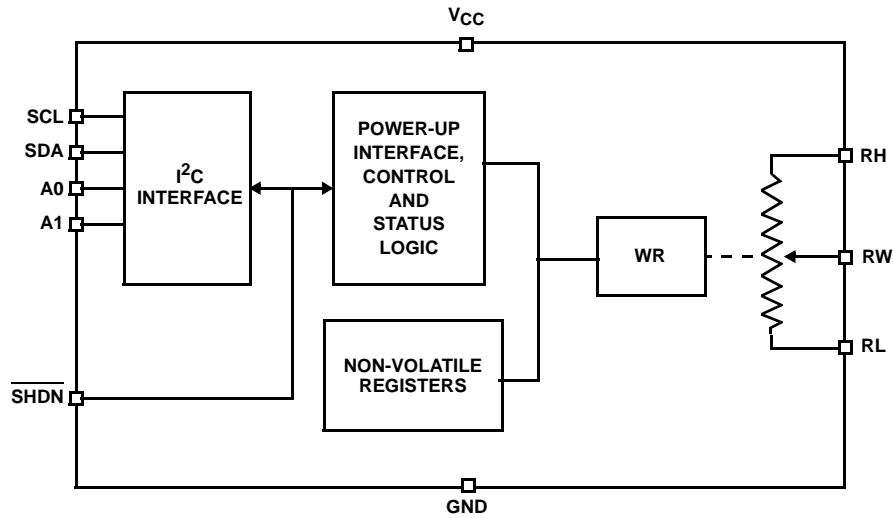 VCC
SCL
SDA
A0
A1
SHDN
I2C
INTERFACE
POWER-UP
INTERFACE,
CONTROL
AND
STATUS
LOGIC
NON-VOLATILE
REGISTERS
WR
RH
RW
RL
GND